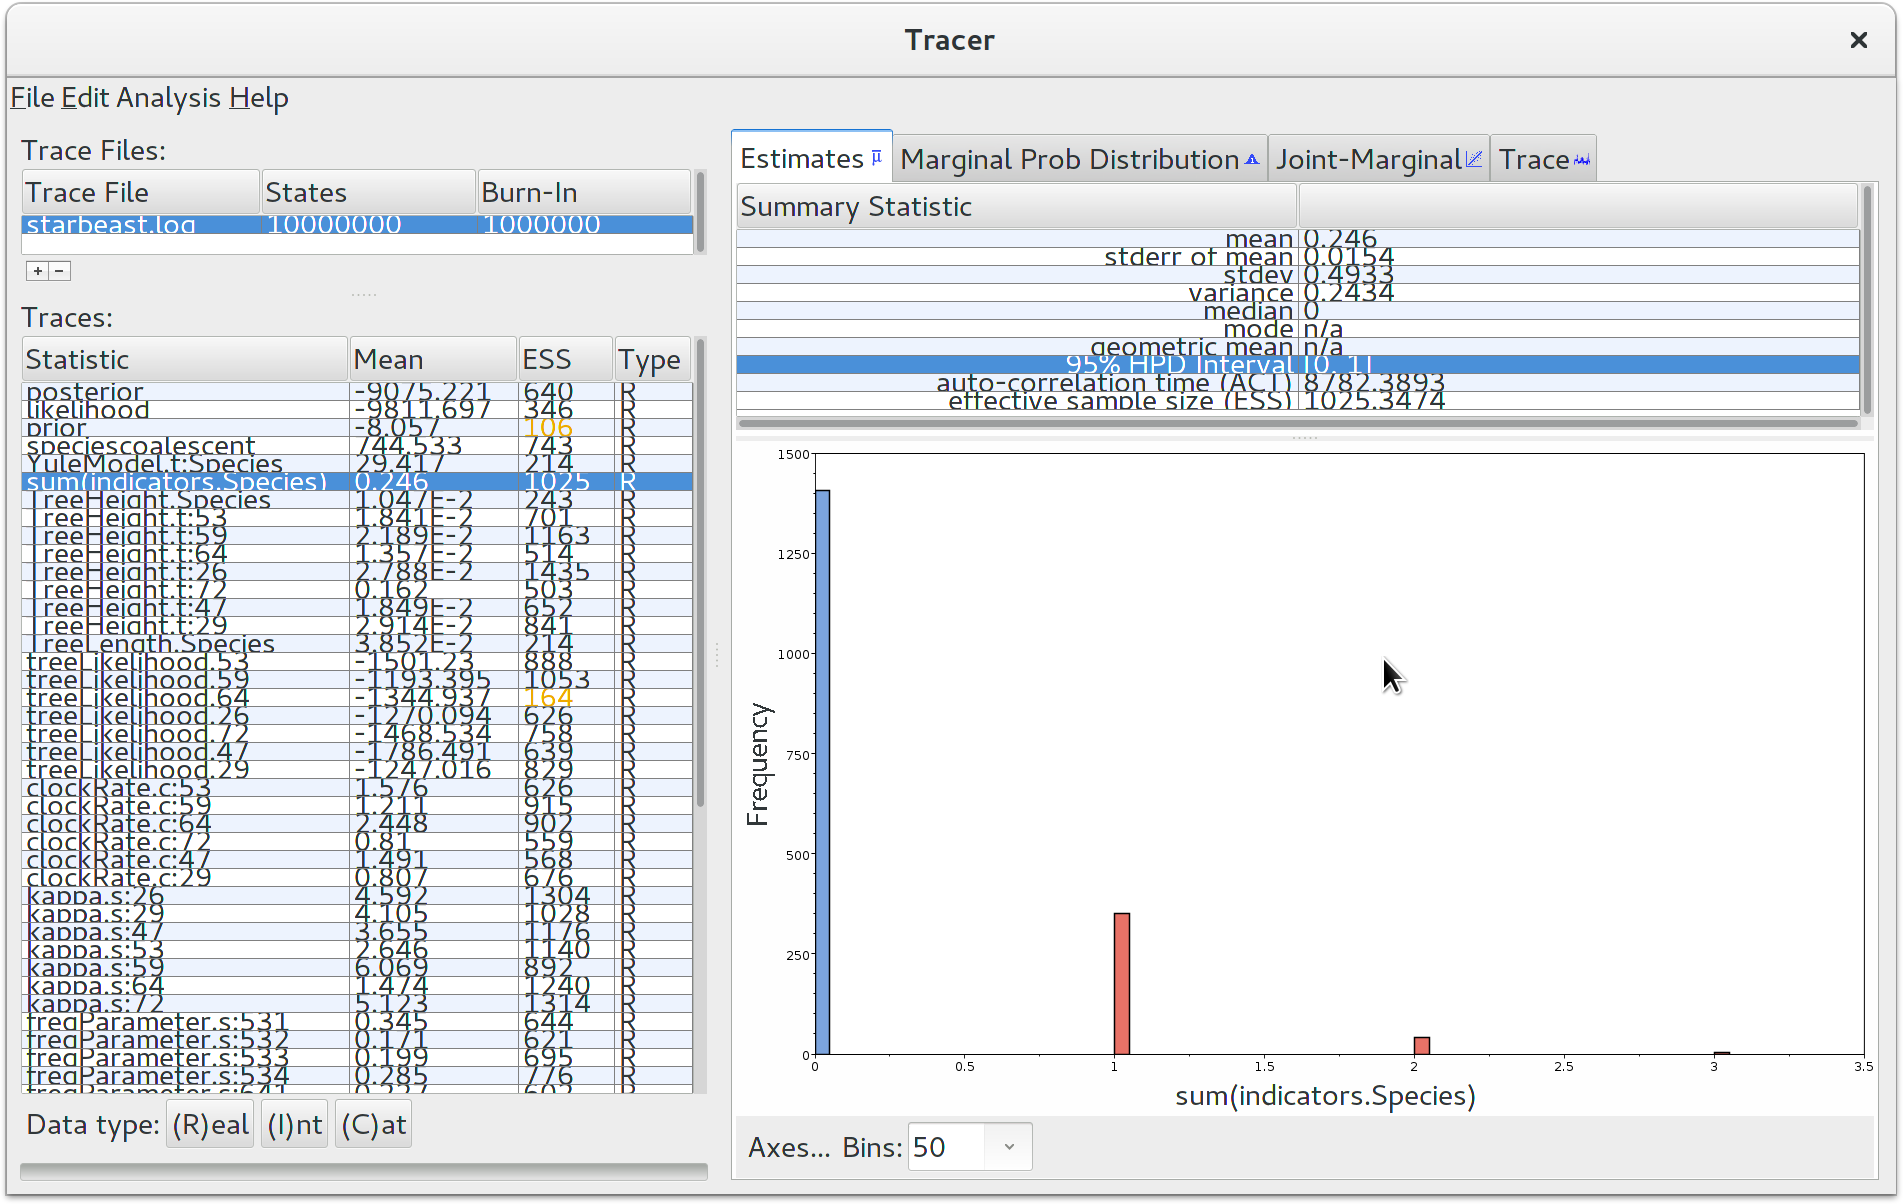 Tracer
File Edit Analysis Help
Trace Files:
Trace File States Burn-In
starbeast.log 10000000 1000000
+ −
Traces:
Statistic Mean ESS Type
posterior -9075.221 640 R
likelihood -9811.697 346 R
prior -8.057 106 R
speciescoalescent 744.533 743 R
YuleModel.t:Species 29.417 214 R
sum(indicators.Species) 0.246 1025 R
TreeHeight.Species 1.047E-2 243 R
TreeHeight.t:53 1.841E-2 701 R
TreeHeight.t:59 2.189E-2 1163 R
TreeHeight.t:64 1.357E-2 514 R
TreeHeight.t:26 2.788E-2 1435 R
TreeHeight.t:72 0.162 503 R
TreeHeight.t:47 1.849E-2 652 R
TreeHeight.t:29 2.914E-2 841 R
TreeLength.Species 3.852E-2 214 R
treeLikelihood.53 -1501.23 888 R
treeLikelihood.59 -1193.395 1053 R
treeLikelihood.64 -1344.937 164 R
treeLikelihood.26 -1270.094 626 R
treeLikelihood.72 -1468.534 758 R
treeLikelihood.47 -1786.491 639 R
treeLikelihood.29 -1247.016 829 R
clockRate.c:53 1.576 626 R
clockRate.c:59 1.211 915 R
clockRate.c:64 2.448 902 R
clockRate.c:72 0.81 559 R
clockRate.c:47 1.491 568 R
clockRate.c:29 0.807 676 R
kappa.s:26 4.592 1304 R
kappa.s:29 4.105 1028 R
kappa.s:47 3.655 1176 R
kappa.s:53 2.646 1140 R
kappa.s:59 6.069 892 R
kappa.s:64 1.474 1240 R
kappa.s:72 5.123 1314 R
freqParameter.s:531 0.345 644 R
freqParameter.s:532 0.171 621 R
freqParameter.s:533 0.199 695 R
freqParameter.s:534 0.285 776 R
freqParameter.s:641 R
Data type: (R)eal (I)nt (C)at
Estimates Marginal Prob Distribution Joint-Marginal Trace
Summary Statistic
mean 0.246
stderr of mean 0.0154
stdev 0.4933
variance 0.2434
median 0
mode n/a
geometric mean n/a
95% HPD Interval [0, 1]
auto-correlation time (ACT) 8782.3893
effective sample size (ESS) 1025.3474
1500
1250
1000
750
500
250
0
Frequency
0 0.5 1 1.5 2 2.5 3 3.5
sum(indicators.Species)
Axes... Bins: 50